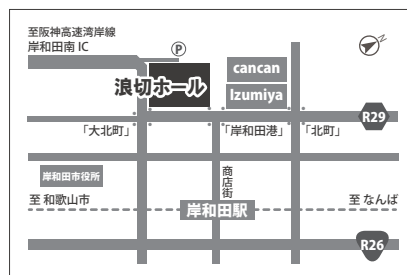 至阪神高速湾岸線
岸和田南 IC
P
cancan
浪切ホール
Izumiya
R29
「大北町」
「岸和田港」
「北町」
岸和田市役所
商店街
至 和歌山市
岸和田駅
至 なんば
R26